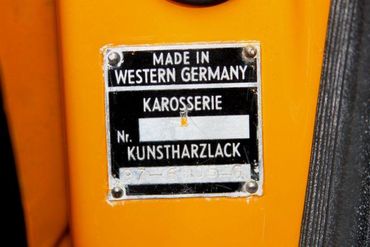 MADE IN
WESTERN GERMANY
KAROSSERIE
Nr.
KUNSTHARZLACK